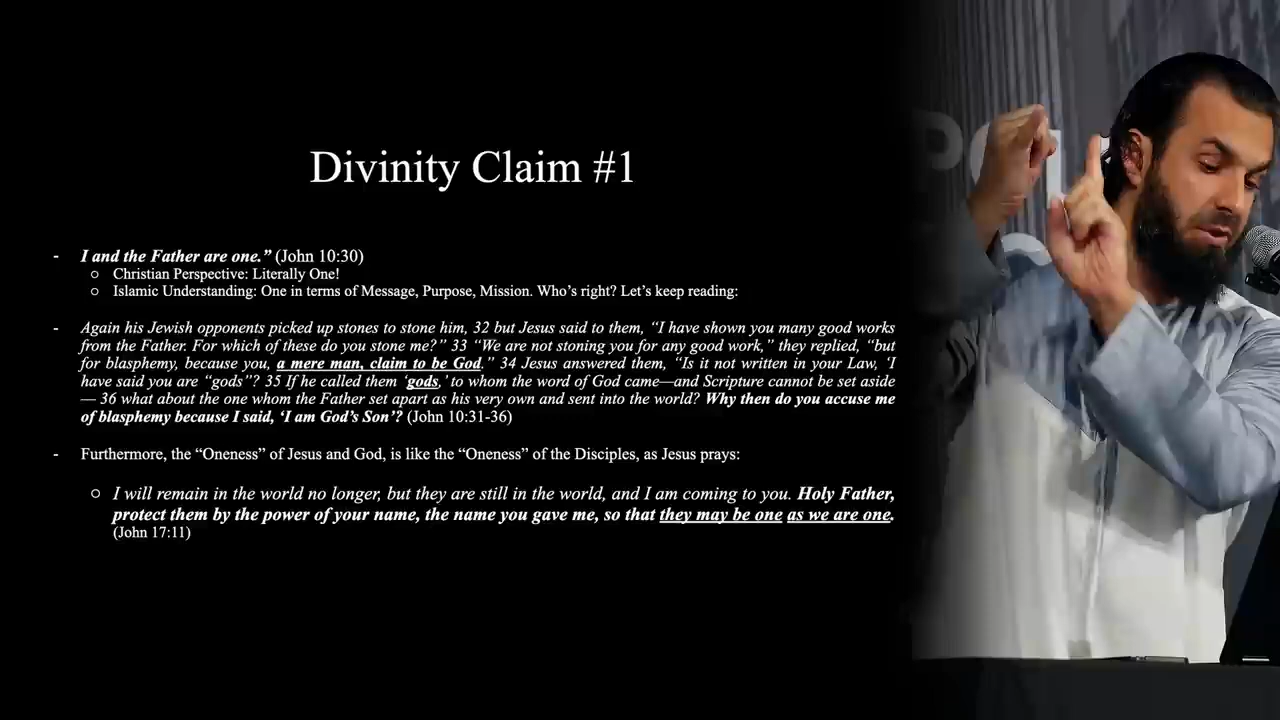 Divinity Claim #1
- I and the Father are one.” (John 10:30)
○ Christian Perspective: Literally One!
○ Islamic Understanding: One in terms of Message, Purpose, Mission. Who’s right? Let’s keep reading:
- Again his Jewish opponents picked up stones to stone him, 32 but Jesus said to them, “I have shown you many good works
from the Father. For which of these do you stone me?” 33 “We are not stoning you for any good work,” they replied, “but
for blasphemy, because you, a mere man, claim to be God.” 34 Jesus answered them, “Is it not written in your Law, ‘I
have said you are “gods”? 35 If he called them ‘gods,’ to whom the word of God came—and Scripture cannot be set aside
— 36 what about the one whom the Father set apart as his very own and sent into the world? Why then do you accuse me
of blasphemy because I said, ‘I am God’s Son’? (John 10:31-36)
- Furthermore, the “Oneness” of Jesus and God, is like the “Oneness” of the Disciples, as Jesus prays:
○ I will remain in the world no longer, but they are still in the world, and I am coming to you. Holy Father,
protect them by the power of your name, the name you gave me, so that they may be one as we are one.
(John 17:11)